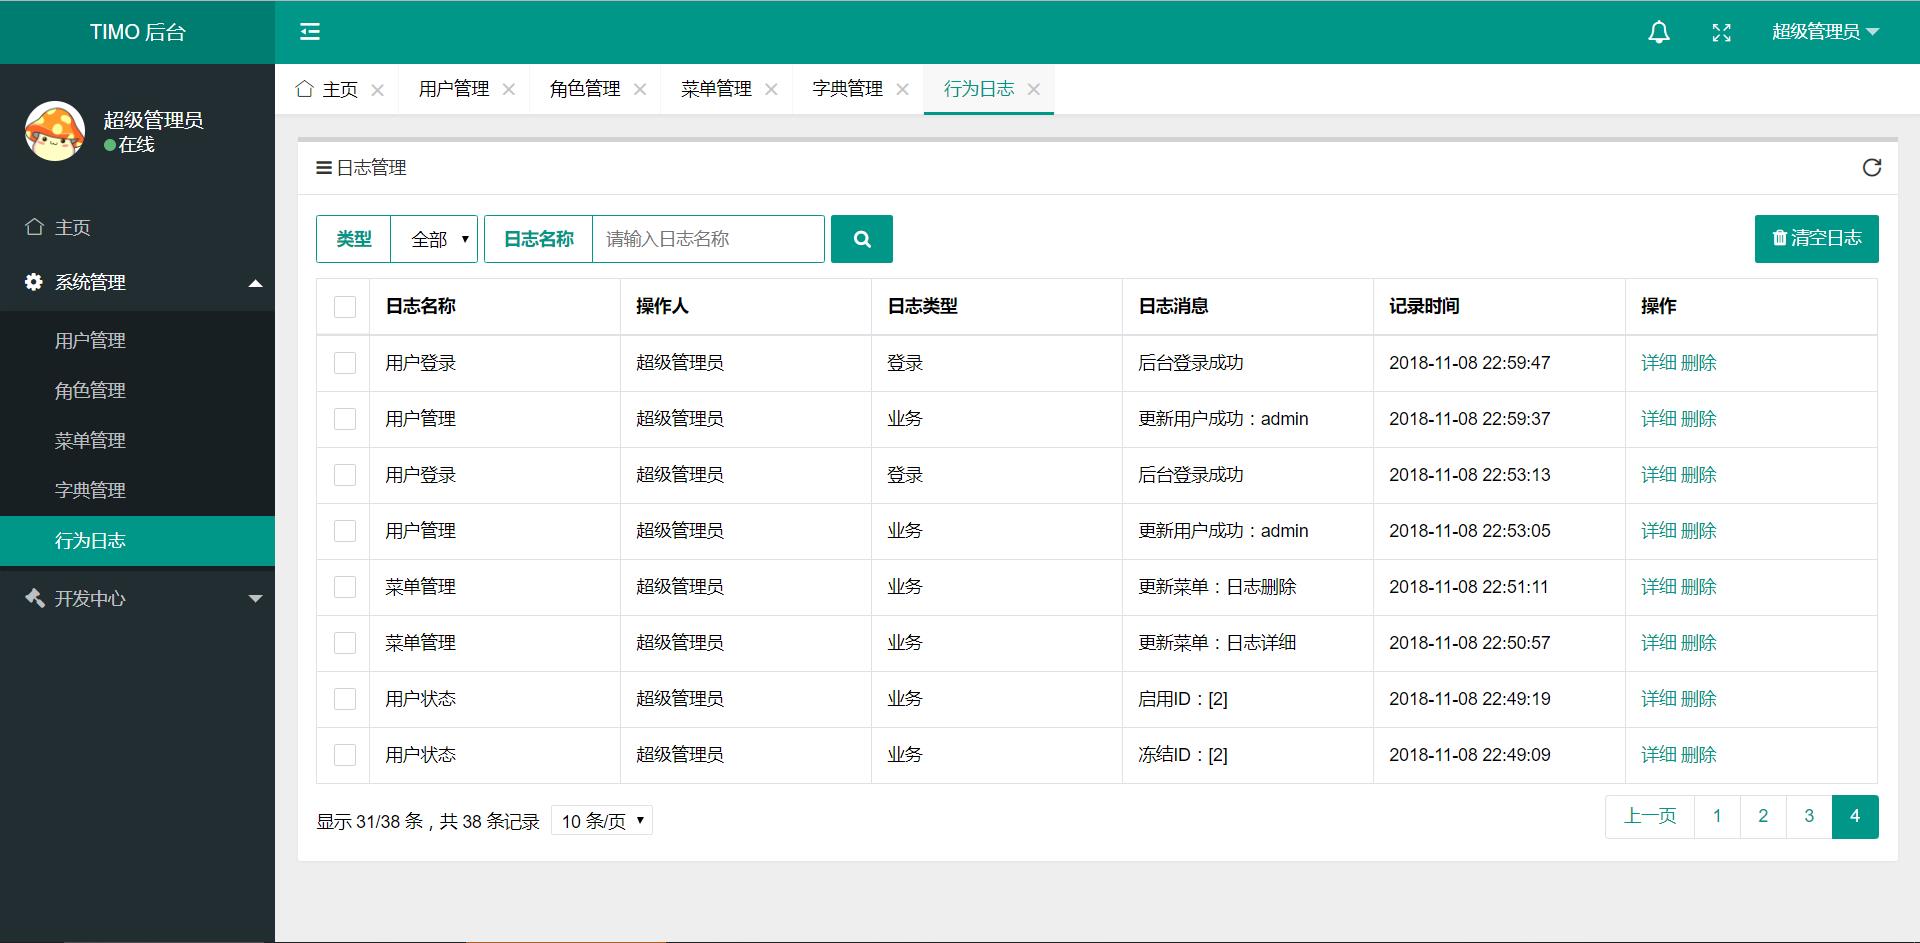 TIMO 后台
超级管理员
超级管理员
在线
主页
系统管理
用户管理
角色管理
菜单管理
字典管理
行为日志
开发中心
主页 用户管理 角色管理 菜单管理 字典管理 行为日志
日志管理
类型 全部 日志名称 请输入日志名称 清空日志
日志名称 操作人 日志类型 日志消息 记录时间 操作
用户登录 超级管理员 登录 后台登录成功 2018-11-08 22:59:47 详细 删除
用户管理 超级管理员 业务 更新用户成功：admin 2018-11-08 22:59:37 详细 删除
用户登录 超级管理员 登录 后台登录成功 2018-11-08 22:53:13 详细 删除
用户管理 超级管理员 业务 更新用户成功：admin 2018-11-08 22:53:05 详细 删除
菜单管理 超级管理员 业务 更新菜单：日志删除 2018-11-08 22:51:11 详细 删除
菜单管理 超级管理员 业务 更新菜单：日志详细 2018-11-08 22:50:57 详细 删除
用户状态 超级管理员 业务 启用ID：[2] 2018-11-08 22:49:19 详细 删除
用户状态 超级管理员 业务 冻结ID：[2] 2018-11-08 22:49:09 详细 删除
显示 31/38 条，共 38 条记录 10 条/页 上一页 1 2 3 4